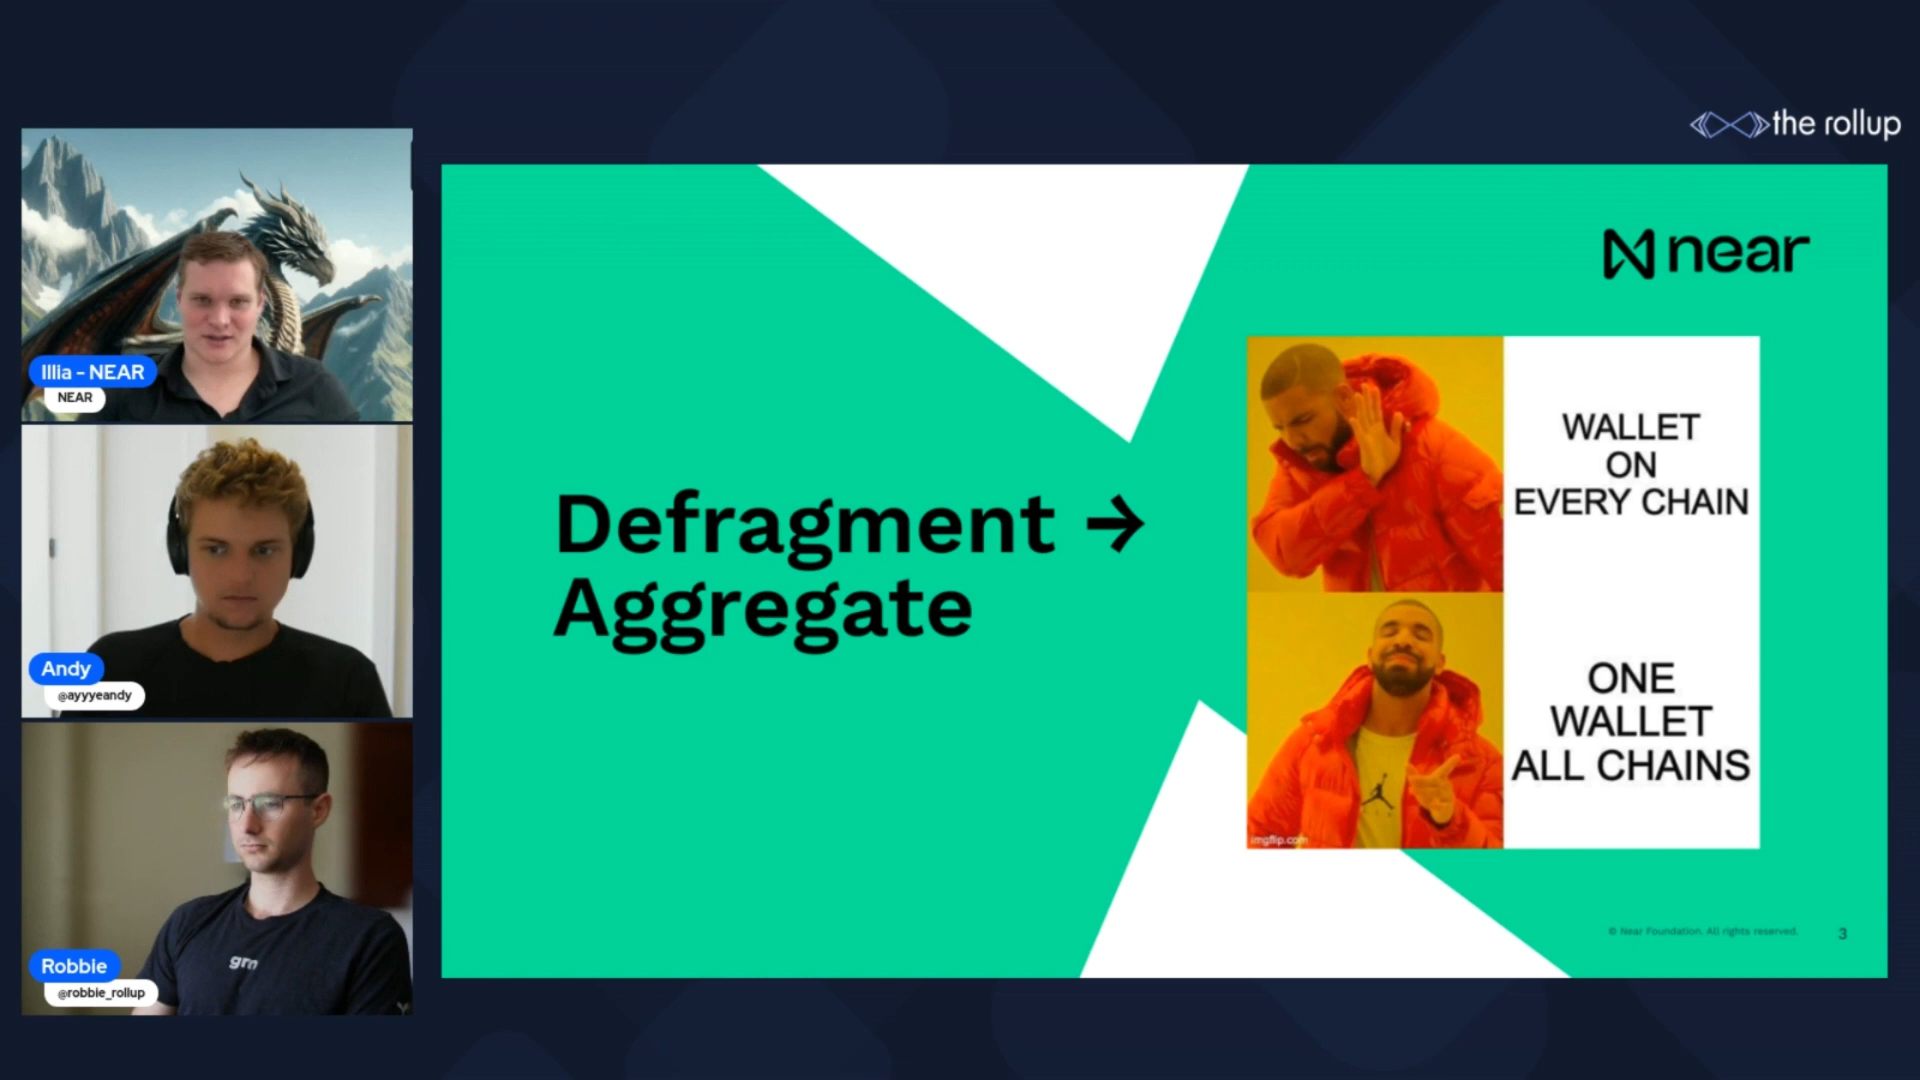 the rollup
Illia - NEAR
NEAR
Andy
@ayyyeandy
Robbie
@robbie_rollup
grn
near
Defragment →
Aggregate
WALLET
ON
EVERY CHAIN
ONE
WALLET
ALL CHAINS
imgflip.com
© Near Foundation. All rights reserved.
3